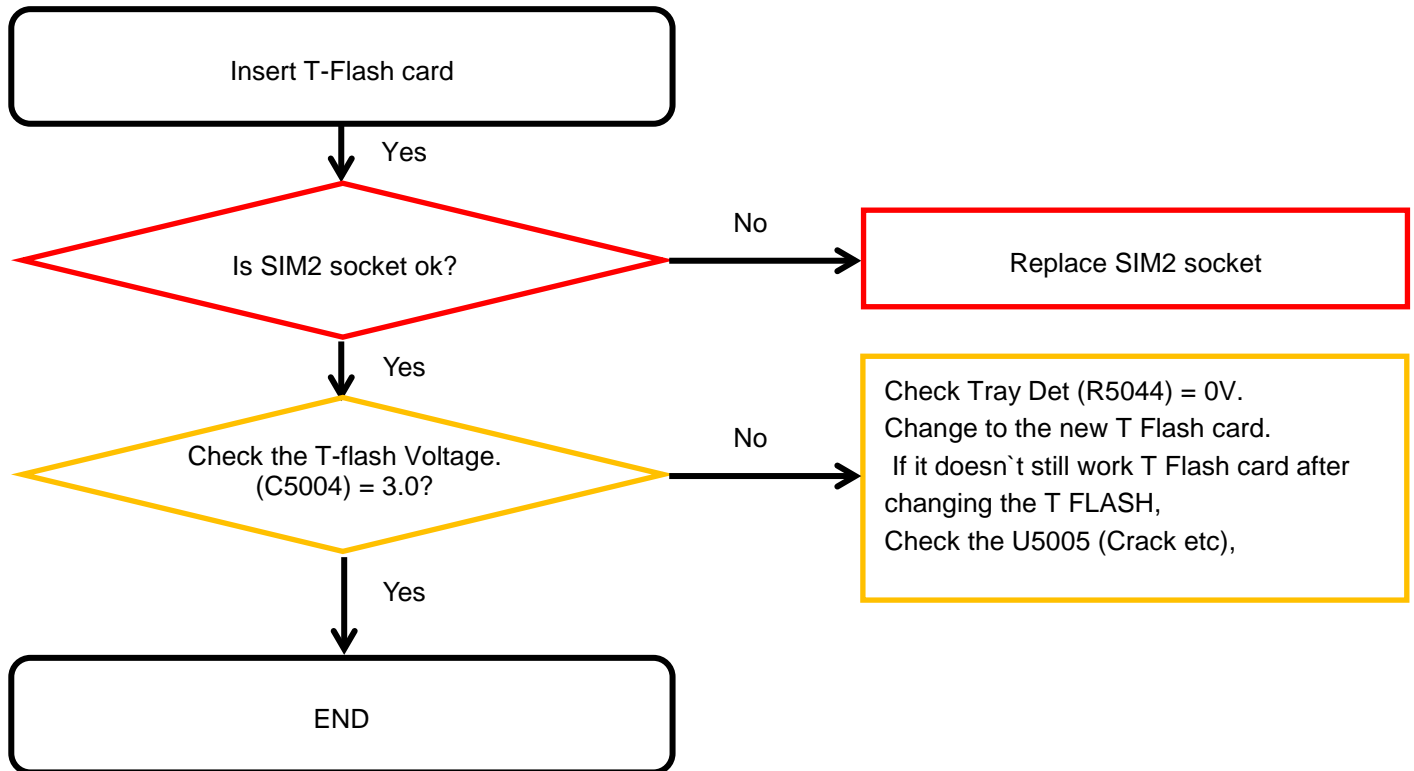 Insert T-Flash card
Yes
Is SIM2 socket ok?
No
Replace SIM2 socket
Yes
Check the T-flash Voltage.
(C5004) = 3.0?
No
Check Tray Det (R5044) = 0V.
Change to the new T Flash card.
If it doesn`t still work T Flash card after
changing the T FLASH,
Check the U5005 (Crack etc),
Yes
END